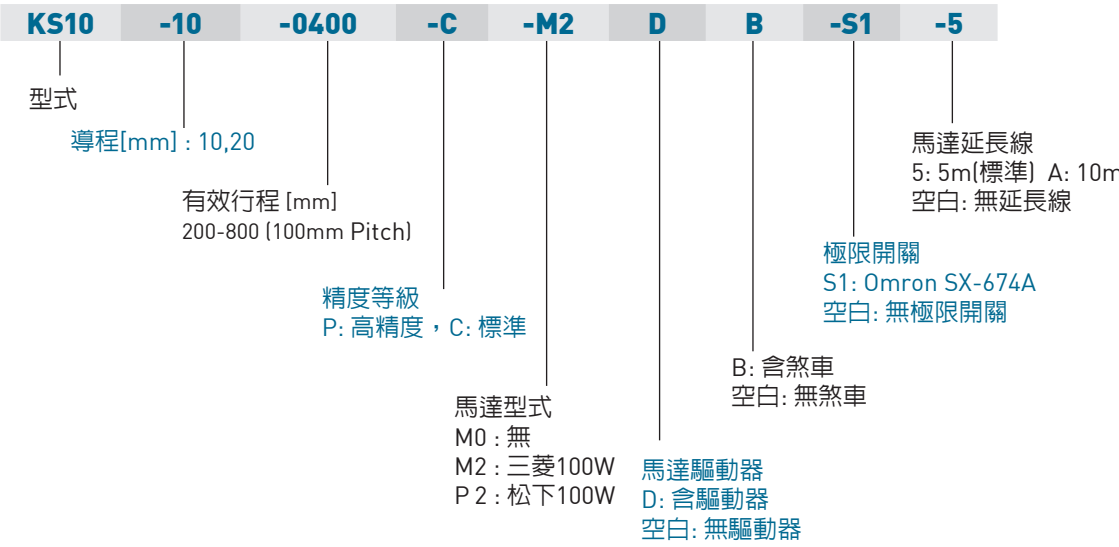 KS10 -10 -0400 -C -M2 D B -S1 -5
型式
導程[mm] : 10,20
有效行程 [mm]
200-800 (100mm Pitch)
精度等級
P: 高精度，C: 標準
馬達型式
M0 : 無
M2 : 三菱100W
P 2 : 松下100W
馬達驅動器
D: 含驅動器
空白: 無驅動器
B: 含煞車
空白: 無煞車
極限開關
S1: Omron SX-674A
空白: 無極限開關
馬達延長線
5: 5m(標準) A: 10m
空白: 無延長線